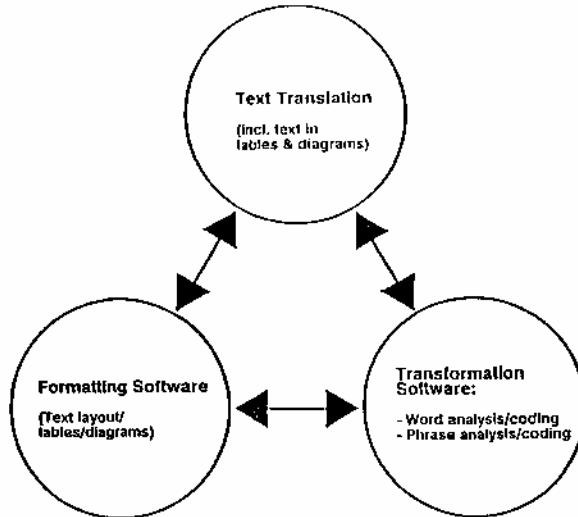 Text Translation
(incl. text in
tables & diagrams)
Formatting Software
(Text layout/
tables/diagrams)
Transformation
Software:
- Word analysis/coding
- Phrase analysis/coding